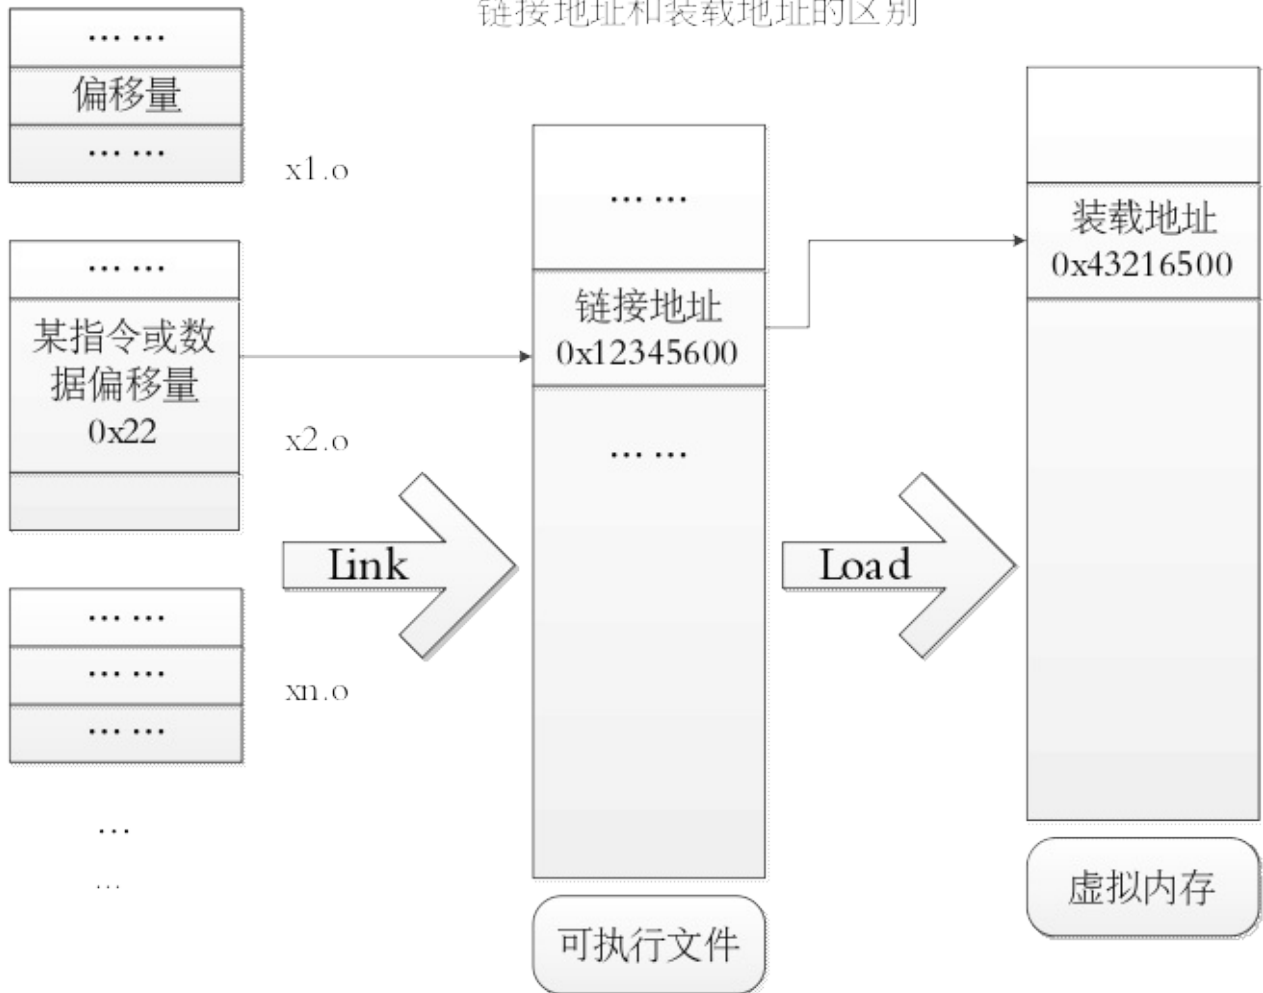 链接地址和装载地址的区别
... ...
偏移量
... ...
x1.o
... ...
某指令或数
据偏移量
0x22
x2.o
... ...
... ...
... ...
xn.o
...
...
Link
... ...
链接地址
0x12345600
... ...
可执行文件
Load
装载地址
0x43216500
虚拟内存